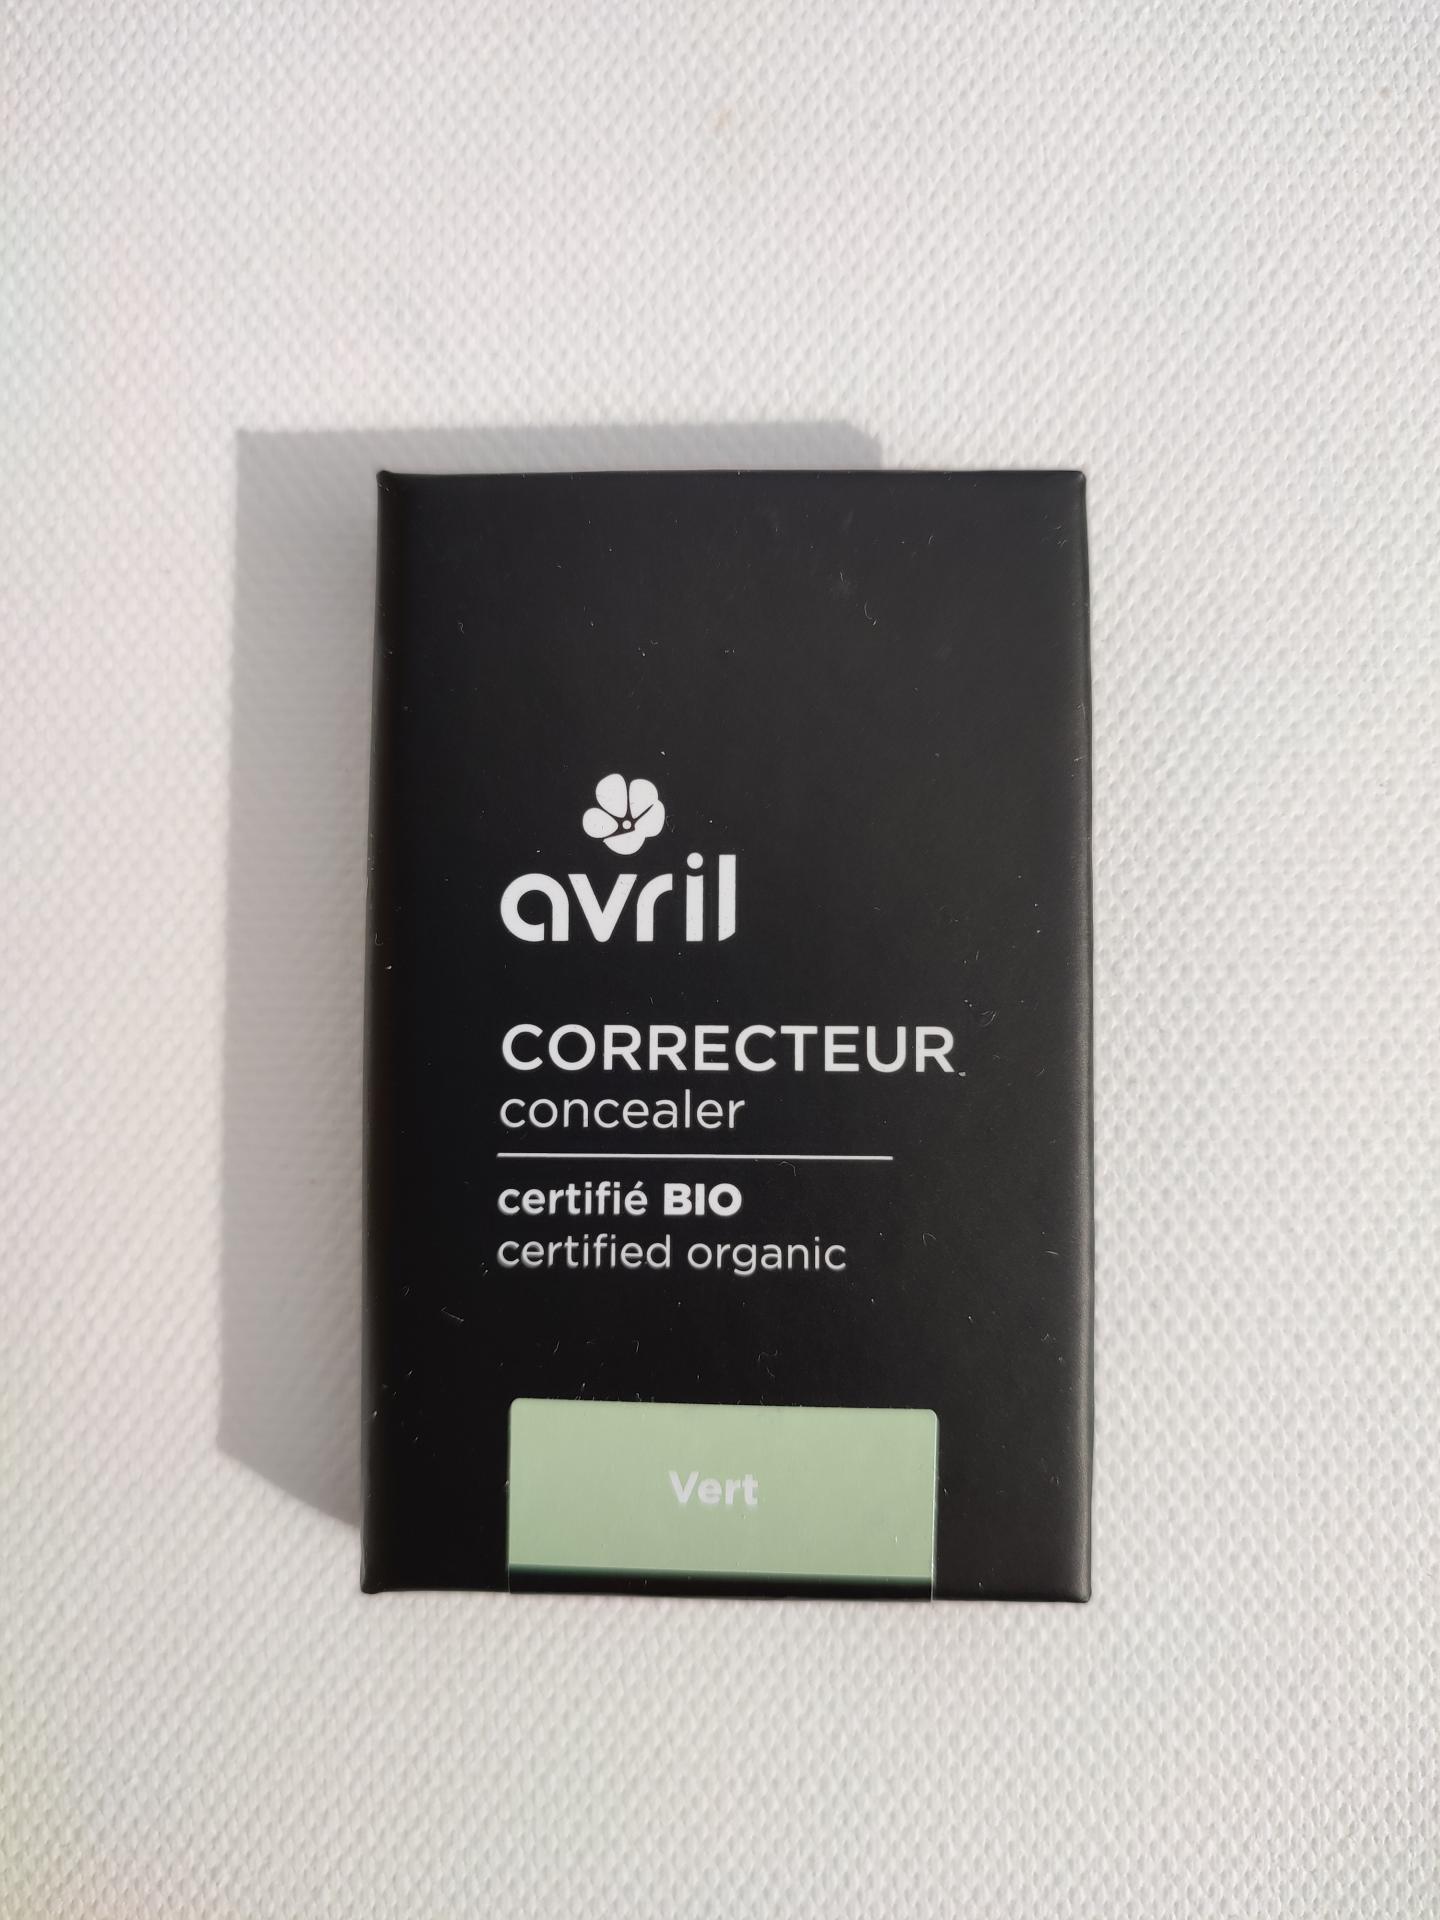 avril
CORRECTEUR
concealer
certifié BIO
certified organic
Vert